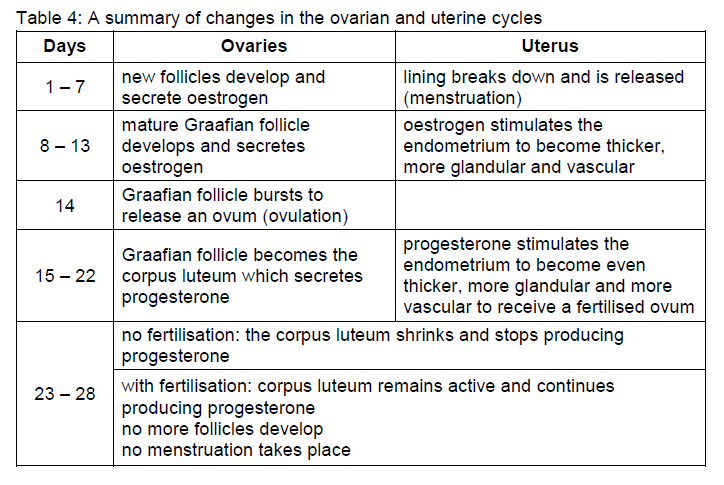 Table 4: A summary of changes in the ovarian and uterine cycles
Days
Ovaries
Uterus
1 – 7
new follicles develop and
secrete oestrogen
lining breaks down and is released
(menstruation)
8 – 13
mature Graafian follicle
develops and secretes
oestrogen
oestrogen stimulates the
endometrium to become thicker,
more glandular and vascular
14
Graafian follicle bursts to
release an ovum (ovulation)
15 – 22
Graafian follicle becomes the
corpus luteum which secretes
progesterone
progesterone stimulates the
endometrium to become even
thicker, more glandular and more
vascular to receive a fertilised ovum
23 – 28
no fertilisation: the corpus luteum shrinks and stops producing
progesterone
with fertilisation: corpus luteum remains active and continues
producing progesterone
no more follicles develop
no menstruation takes place